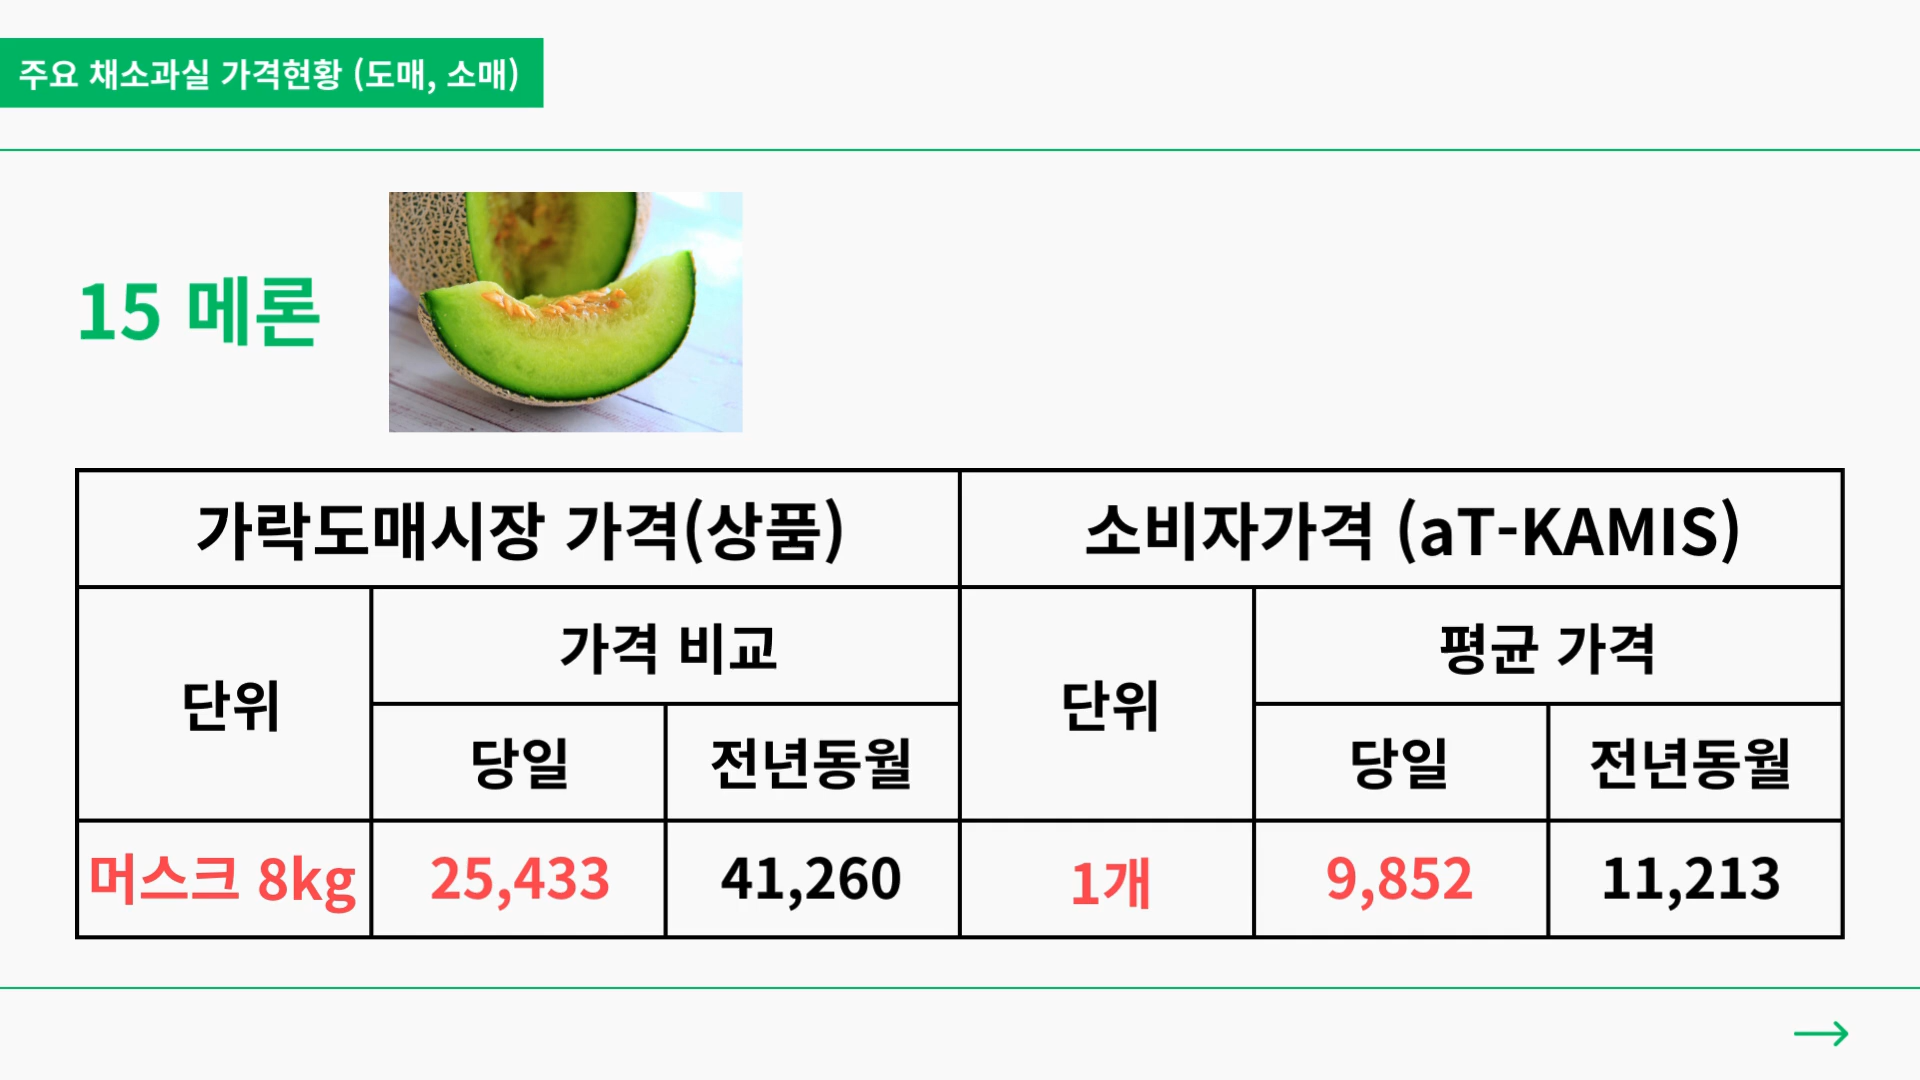 주요 채소과실 가격현황 (도매, 소매)
15 메론
가락도매시장 가격(상품) 소비자가격 (aT-KAMIS)
단위 가격 비교 단위 평균 가격
당일 전년동월 당일 전년동월
머스크 8kg 25,433 41,260 1개 9,852 11,213